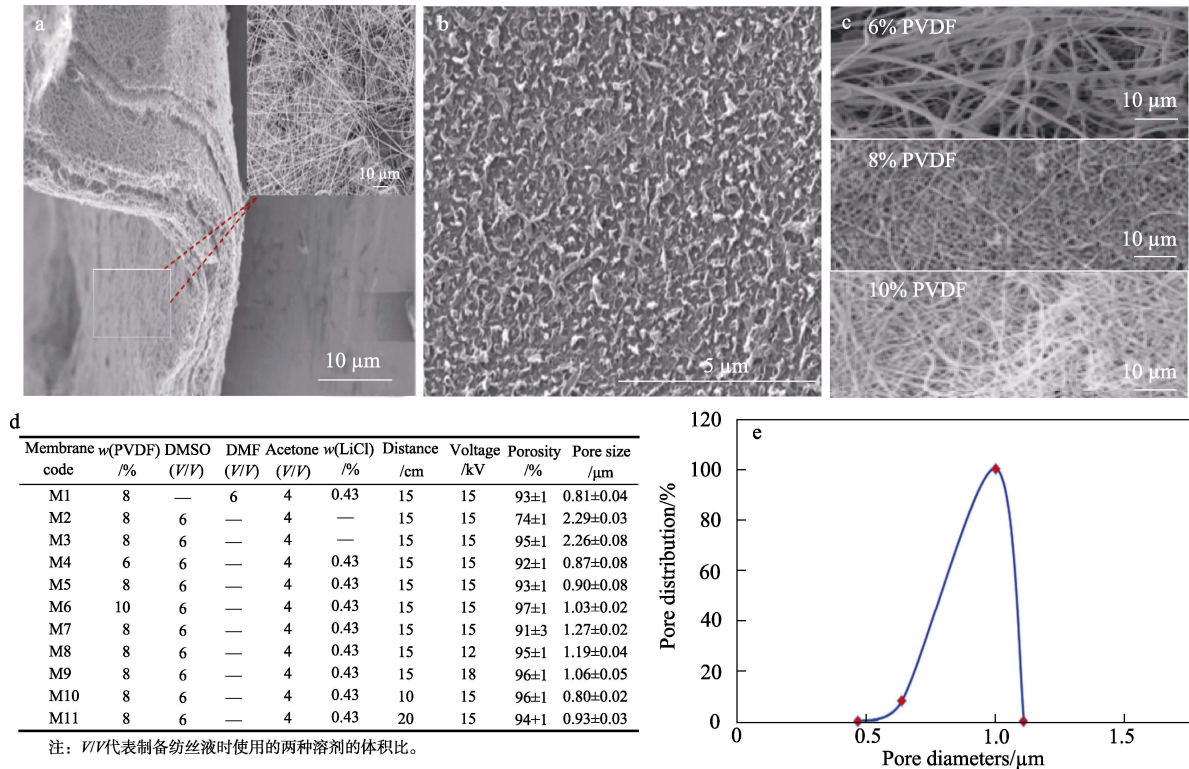 a
10 µm
10 µm
b
5 µm
c
6% PVDF
10 µm
8% PVDF
10 µm
10% PVDF
10 µm
d
Membrane code w(PVDF) /% DMSO (V/V) DMF (V/V) Acetone (V/V) w(LiCl) /% Distance /cm Voltage /kV Porosity /% Pore size /µm
M1 8 — 6 4 0.43 15 15 93±1 0.81±0.04
M2 8 6 — 4 — 15 15 74±1 2.29±0.03
M3 8 6 — 4 — 15 15 95±1 2.26±0.08
M4 6 6 — 4 0.43 15 15 92±1 0.87±0.08
M5 8 6 — 4 0.43 15 15 93±1 0.90±0.08
M6 10 6 — 4 0.43 15 15 97±1 1.03±0.02
M7 8 6 — 4 0.43 15 15 91±3 1.27±0.02
M8 8 6 — 4 0.43 15 12 95±1 1.19±0.04
M9 8 6 — 4 0.43 15 18 96±1 1.06±0.05
M10 8 6 — 4 0.43 10 15 96±1 0.80±0.02
M11 8 6 — 4 0.43 20 15 94±1 0.93±0.03
注：V/V代表制备纺丝液时使用的两种溶剂的体积比。
e
Pore distribution/%
120
100
80
60
40
20
0
0 0.5 1.0 1.5
Pore diameters/µm